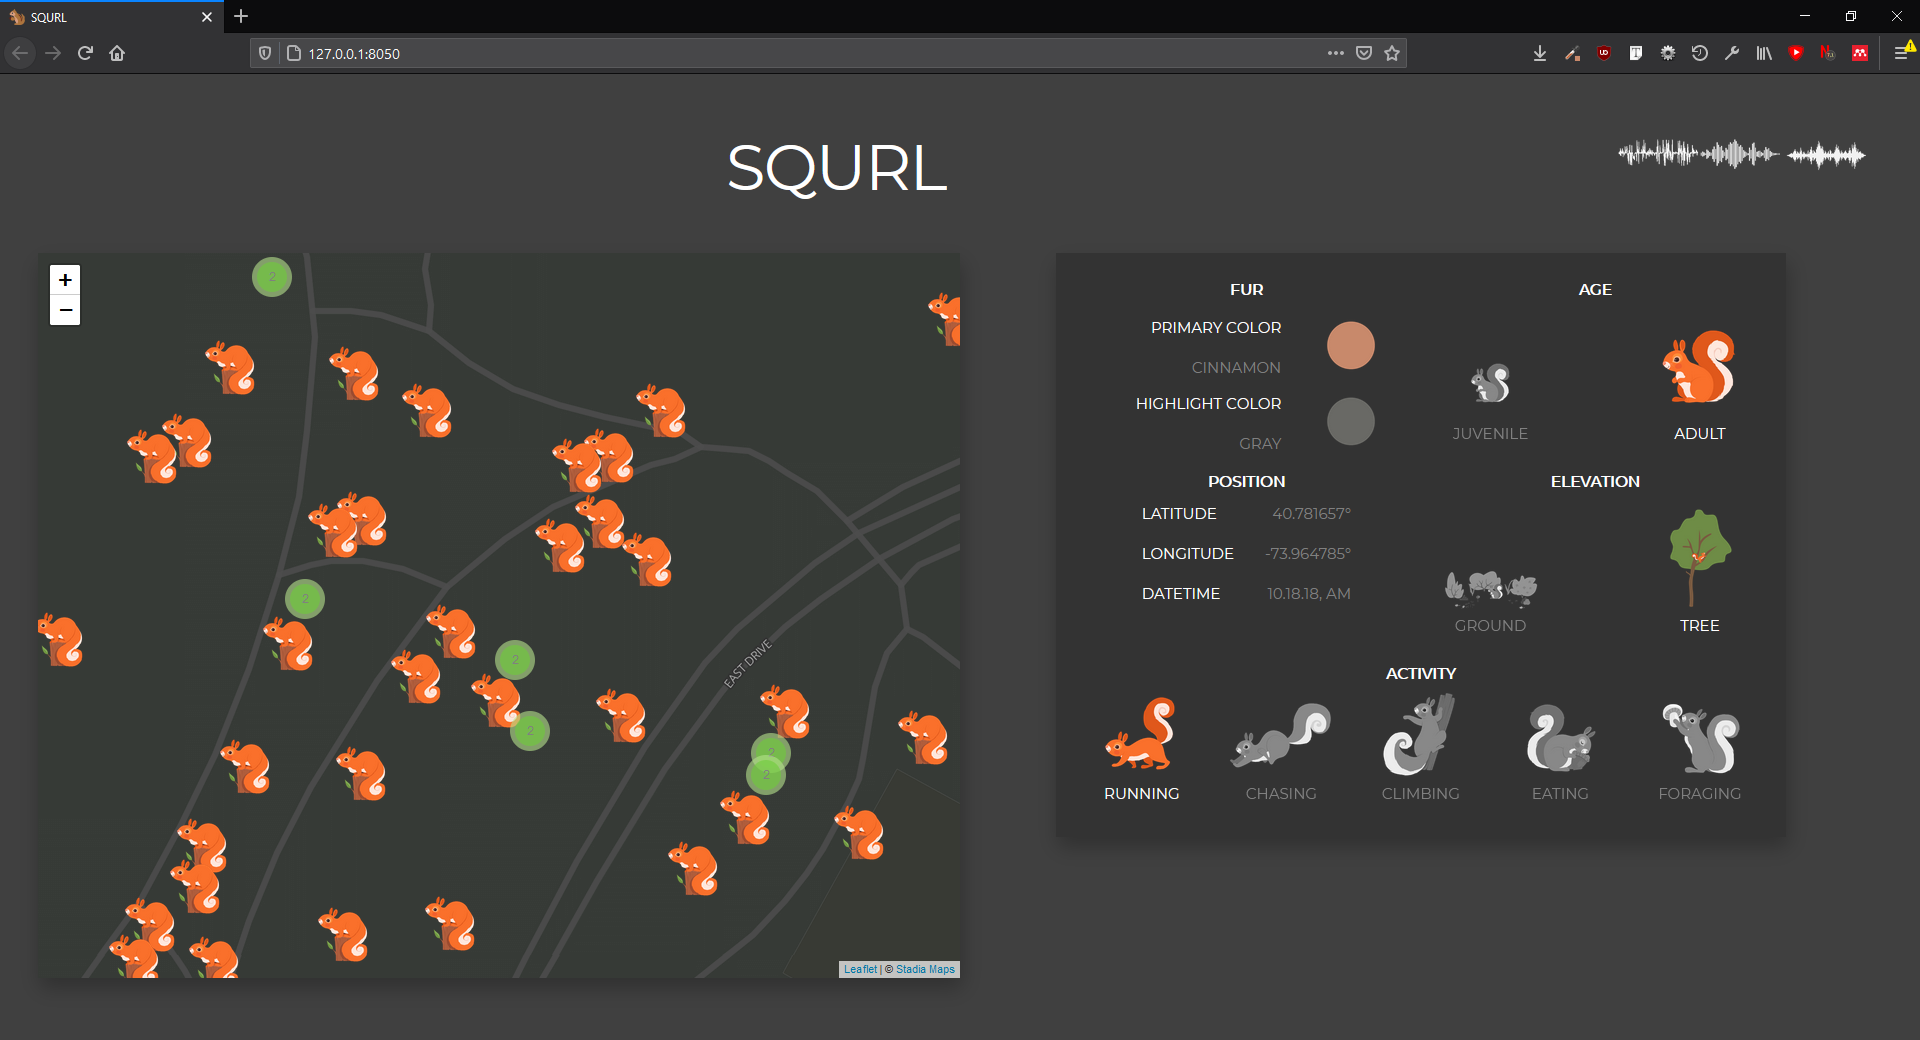 SQURL
127.0.0.1:8050
SQURL
+
−
2
2
2
2
2
2
EAST DRIVE
Leaflet | © Stadia Maps
FUR
PRIMARY COLOR
CINNAMON
HIGHLIGHT COLOR
GRAY
AGE
JUVENILE
ADULT
POSITION
LATITUDE 40.781657°
LONGITUDE -73.964785°
DATETIME 10.18.18, AM
ELEVATION
GROUND
TREE
ACTIVITY
RUNNING
CHASING
CLIMBING
EATING
FORAGING